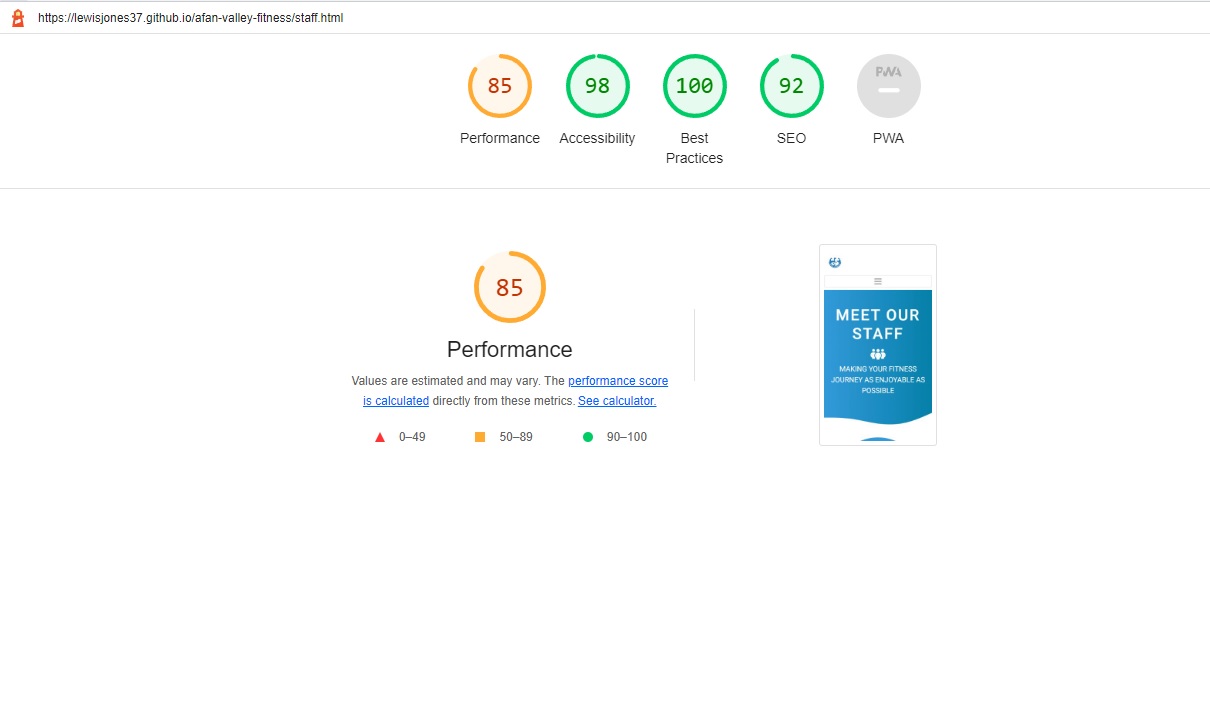 https://lewisjones37.github.io/afan-valley-fitness/staff.html
85
98
100
92
PWA
Performance
Accessibility
Best
Practices
SEO
PWA
85
Performance
Values are estimated and may vary. The performance score
is calculated directly from these metrics. See calculator.
0–49
50–89
90–100
MEET OUR
STAFF
MAKING YOUR FITNESS
JOURNEY AS ENJOYABLE AS
POSSIBLE